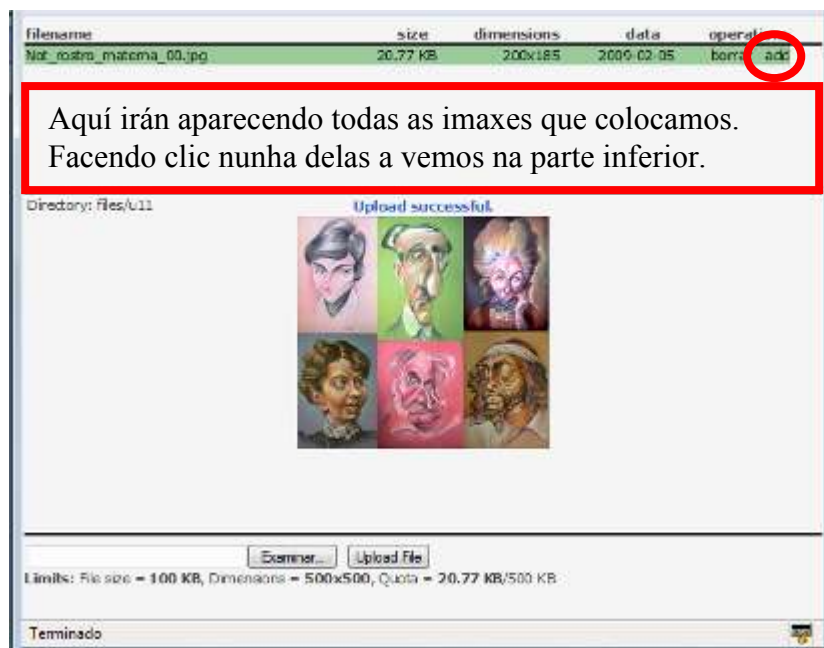 filename size dimensions data
Not_rostro_matema_00.jpg 20.77 KB 200x185 2009-02-05 add
Aquí irán aparecendo todas as imaxes que colocamos.
Facendo clic nunha delas a vemos na parte inferior.
Directory: files/u11 Upload successful.
Examinar... Upload File
Limits: File size = 100 KB, Dimensions = 500x500, Quota = 20.77 KB/500 KB
Terminado